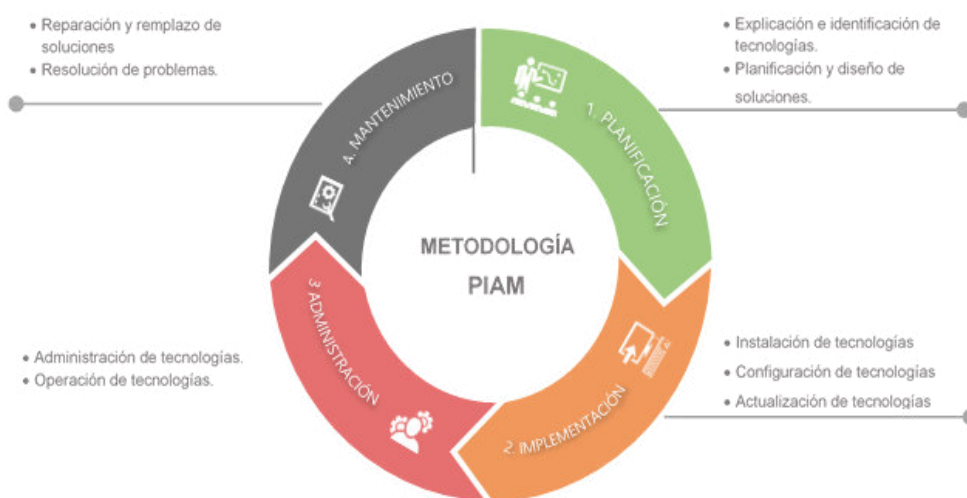 • Reparación y remplazo de
soluciones
• Resolución de problemas.
• Explicación e identificación de
tecnologías.
• Planificación y diseño de
soluciones.
4. MANTENIMIENTO
1. PLANIFICACIÓN
METODOLOGÍA
PIAM
3 ADMINISTRACIÓN
2. IMPLEMENTACIÓN
• Administración de tecnologías.
• Operación de tecnologías.
• Instalación de tecnologías
• Configuración de tecnologías
• Actualización de tecnologías